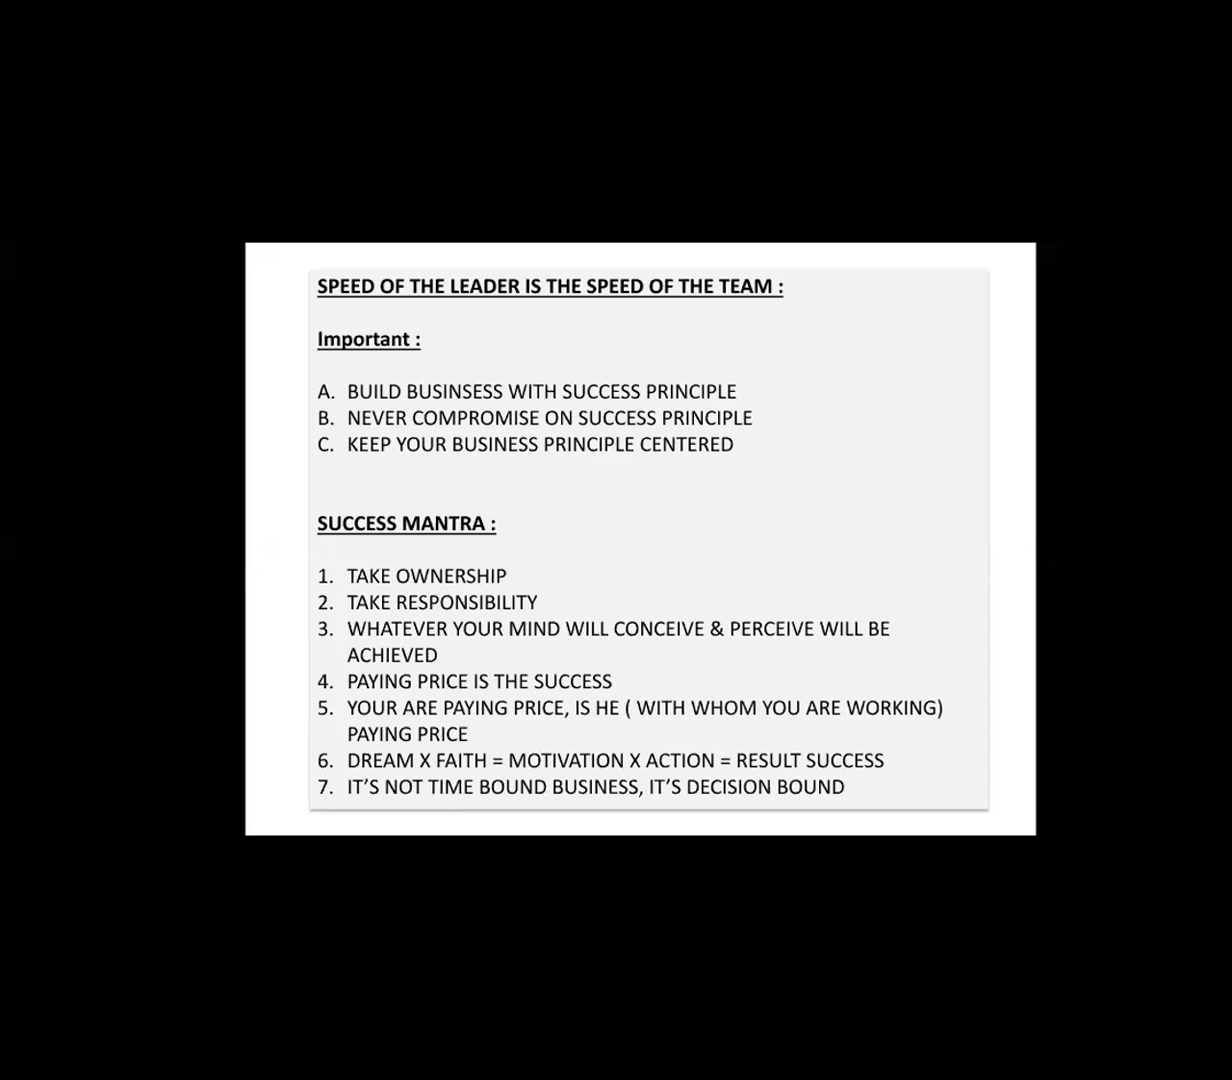 SPEED OF THE LEADER IS THE SPEED OF THE TEAM :
Important :
A. BUILD BUSINSESS WITH SUCCESS PRINCIPLE
B. NEVER COMPROMISE ON SUCCESS PRINCIPLE
C. KEEP YOUR BUSINESS PRINCIPLE CENTERED
SUCCESS MANTRA :
1. TAKE OWNERSHIP
2. TAKE RESPONSIBILITY
3. WHATEVER YOUR MIND WILL CONCEIVE & PERCEIVE WILL BE
ACHIEVED
4. PAYING PRICE IS THE SUCCESS
5. YOUR ARE PAYING PRICE, IS HE ( WITH WHOM YOU ARE WORKING)
PAYING PRICE
6. DREAM X FAITH = MOTIVATION X ACTION = RESULT SUCCESS
7. IT’S NOT TIME BOUND BUSINESS, IT’S DECISION BOUND